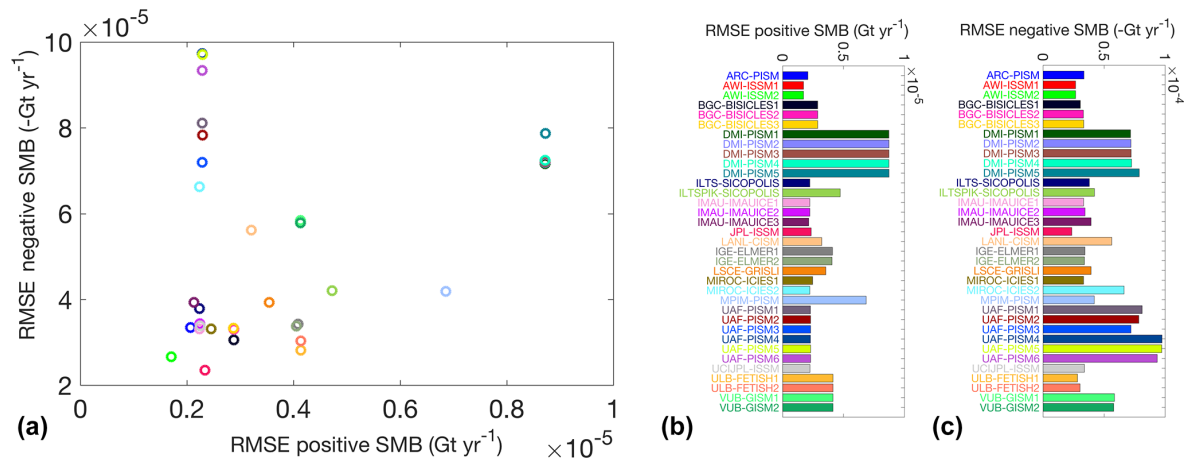 × 10⁻⁵
10
8
6
4
2
RMSE negative SMB (-Gt yr⁻¹)
0
0.2
0.4
0.6
0.8
1
RMSE positive SMB (Gt yr⁻¹)
× 10⁻⁵
(a)
RMSE positive SMB (Gt yr⁻¹)
0
0.5
1
×10⁻⁵
ARC-PISM
AWI-ISSM1
AWI-ISSM2
BGC-BISICLES1
BGC-BISICLES2
BGC-BISICLES3
DMI-PISM1
DMI-PISM2
DMI-PISM3
DMI-PISM4
DMI-PISM5
ILTS-SICOPOLIS
ILTSPIK-SICOPOLIS
IMAU-IMAUICE1
IMAU-IMAUICE2
IMAU-IMAUICE3
JPL-ISSM
LANL-CISM
IGE-ELMER1
IGE-ELMER2
LSCE-GRISLI
MIROC-ICIES1
MIROC-ICIES2
MPIM-PISM
UAF-PISM1
UAF-PISM2
UAF-PISM3
UAF-PISM4
UAF-PISM5
UAF-PISM6
UCIJPL-ISSM
ULB-FETISH1
ULB-FETISH2
VUB-GISM1
VUB-GISM2
(b)
RMSE negative SMB (-Gt yr⁻¹)
0
0.5
1
×10⁻⁴
ARC-PISM
AWI-ISSM1
AWI-ISSM2
BGC-BISICLES1
BGC-BISICLES2
BGC-BISICLES3
DMI-PISM1
DMI-PISM2
DMI-PISM3
DMI-PISM4
DMI-PISM5
ILTS-SICOPOLIS
ILTSPIK-SICOPOLIS
IMAU-IMAUICE1
IMAU-IMAUICE2
IMAU-IMAUICE3
JPL-ISSM
LANL-CISM
IGE-ELMER1
IGE-ELMER2
LSCE-GRISLI
MIROC-ICIES1
MIROC-ICIES2
MPIM-PISM
UAF-PISM1
UAF-PISM2
UAF-PISM3
UAF-PISM4
UAF-PISM5
UAF-PISM6
UCIJPL-ISSM
ULB-FETISH1
ULB-FETISH2
VUB-GISM1
VUB-GISM2
(c)